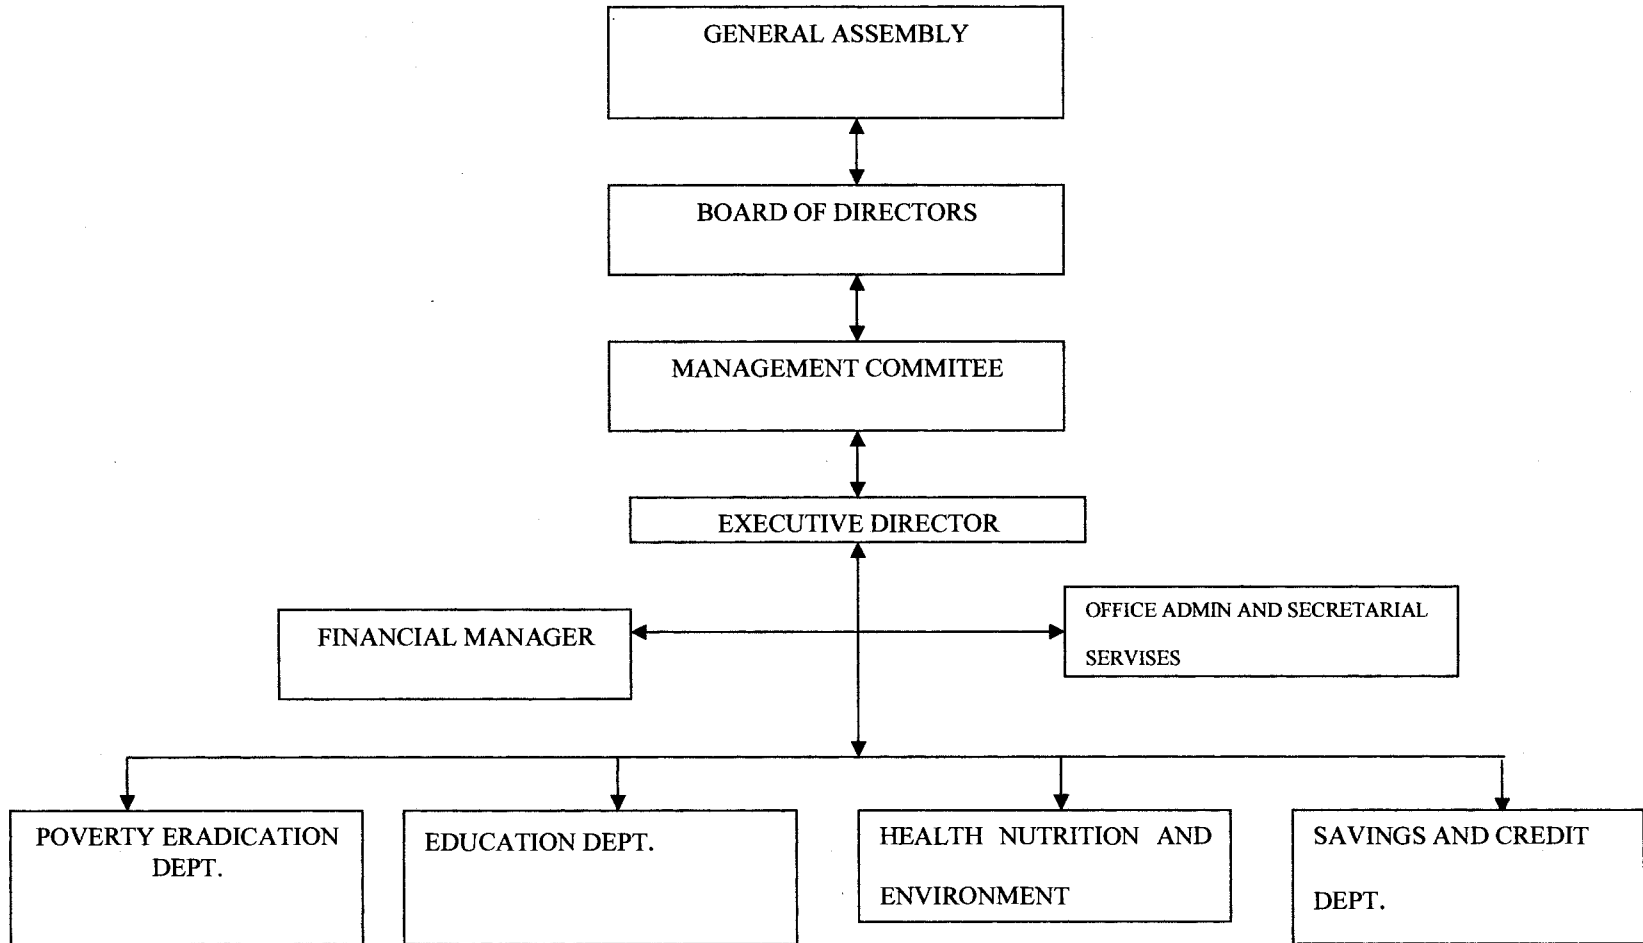 GENERAL ASSEMBLY
BOARD OF DIRECTORS
MANAGEMENT COMMITEE
EXECUTIVE DIRECTOR
FINANCIAL MANAGER
OFFICE ADMIN AND SECRETARIAL
SERVISES
POVERTY ERADICATION
DEPT.
EDUCATION DEPT.
HEALTH NUTRITION AND
ENVIRONMENT
SAVINGS AND CREDIT
DEPT.